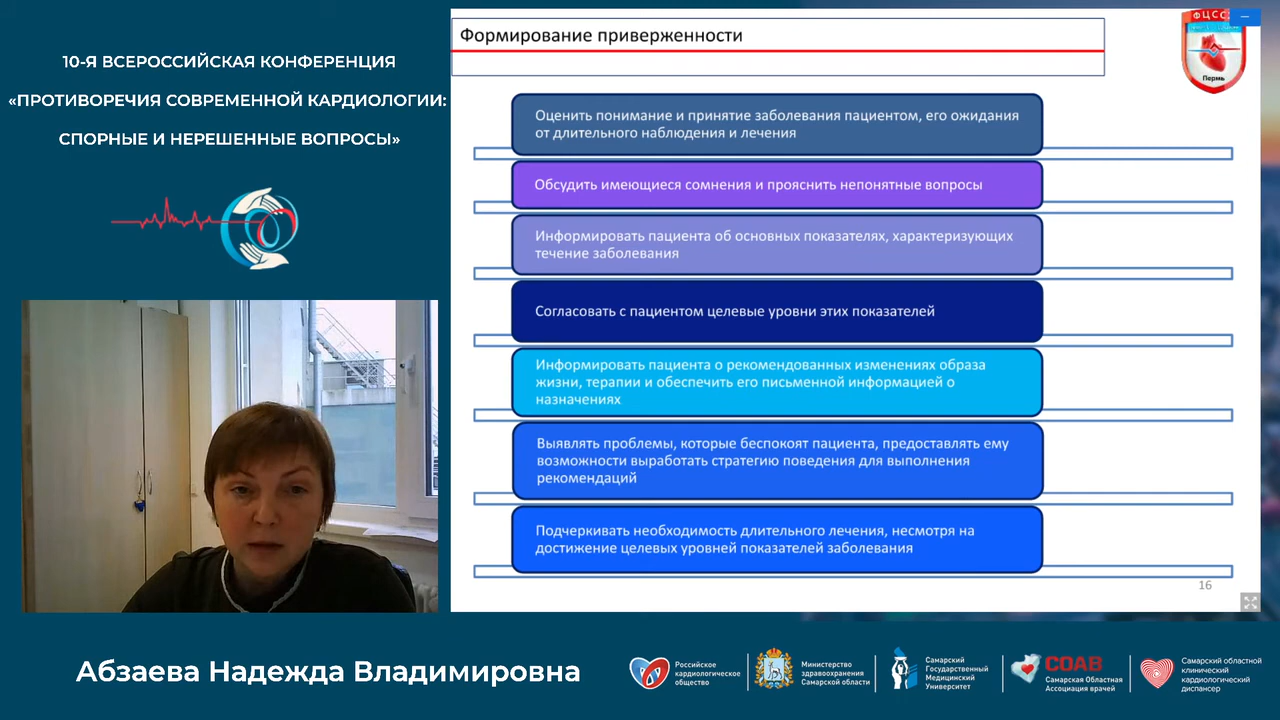 10-Я ВСЕРОССИЙСКАЯ КОНФЕРЕНЦИЯ
«ПРОТИВОРЕЧИЯ СОВРЕМЕННОЙ КАРДИОЛОГИИ:
СПОРНЫЕ И НЕРЕШЕННЫЕ ВОПРОСЫ»
Формирование приверженности
Пермь
Оценить понимание и принятие заболевания пациентом, его ожидания
от длительного наблюдения и лечения
Обсудить имеющиеся сомнения и прояснить непонятные вопросы
Информировать пациента об основных показателях, характеризующих
течение заболевания
Согласовать с пациентом целевые уровни этих показателей
Информировать пациента о рекомендованных изменениях образа
жизни, терапии и обеспечить его письменной информацией о
назначениях
Выявлять проблемы, которые беспокоят пациента, предоставлять ему
возможности выработать стратегию поведения для выполнения
рекомендаций
Подчеркивать необходимость длительного лечения, несмотря на
достижение целевых уровней показателей заболевания
16
Абзаева Надежда Владимировна
Российское
кардиологическое
общество
Министерство
здравоохранения
Самарской области
Самарский
Государственный
Медицинский
Университет
СОАВ
Самарская Областная
Ассоциация врачей
Самарский областной
клинический
кардиологический
диспансер